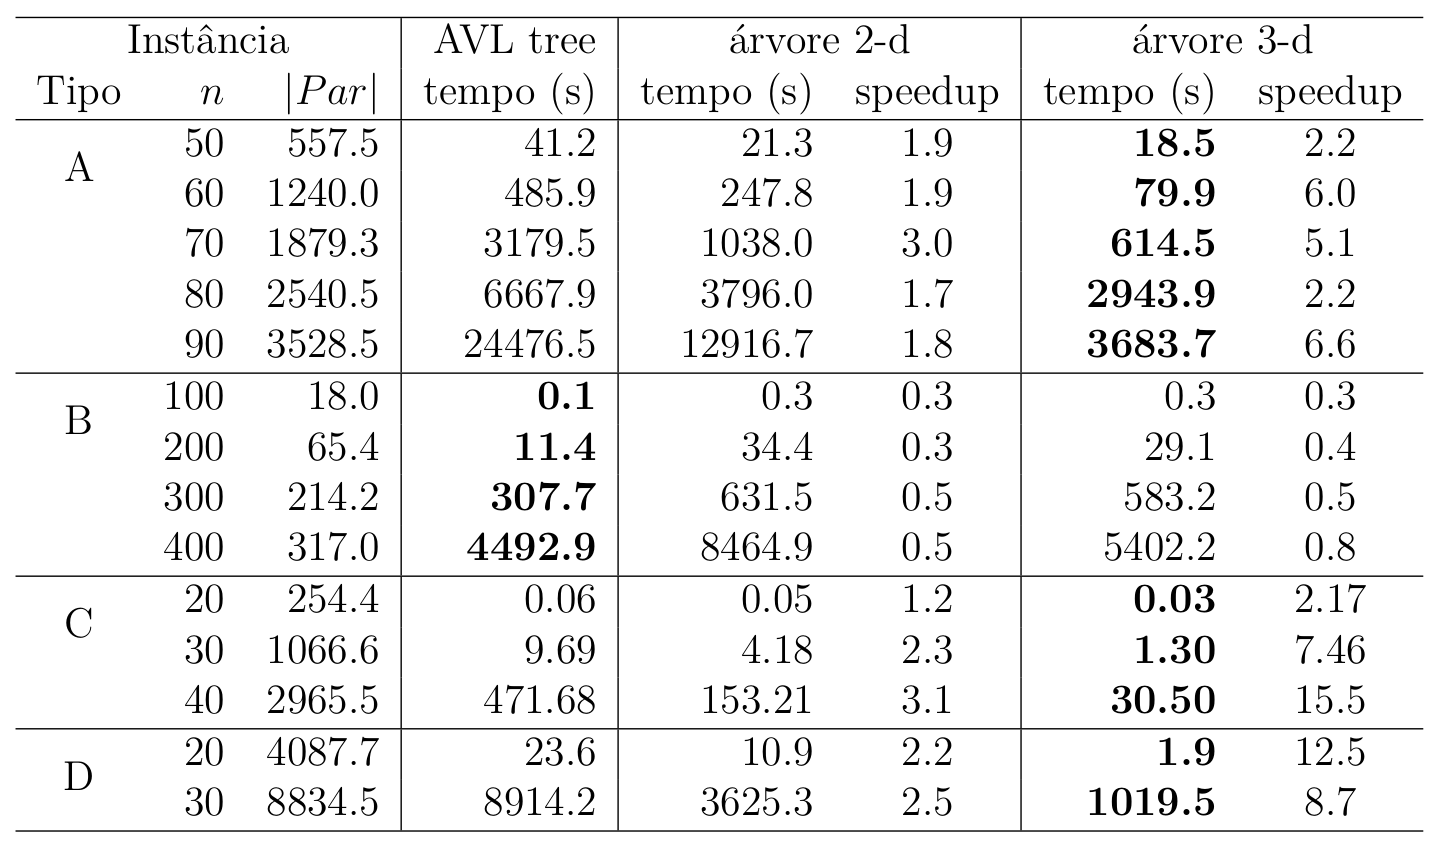 Instância AVL tree árvore 2-d árvore 3-d
Tipo n |Par| tempo (s) tempo (s) speedup tempo (s) speedup
A 50 557.5 41.2 21.3 1.9 18.5 2.2
60 1240.0 485.9 247.8 1.9 79.9 6.0
70 1879.3 3179.5 1038.0 3.0 614.5 5.1
80 2540.5 6667.9 3796.0 1.7 2943.9 2.2
90 3528.5 24476.5 12916.7 1.8 3683.7 6.6
B 100 18.0 0.1 0.3 0.3 0.3 0.3
200 65.4 11.4 34.4 0.3 29.1 0.4
300 214.2 307.7 631.5 0.5 583.2 0.5
400 317.0 4492.9 8464.9 0.5 5402.2 0.8
C 20 254.4 0.06 0.05 1.2 0.03 2.17
30 1066.6 9.69 4.18 2.3 1.30 7.46
40 2965.5 471.68 153.21 3.1 30.50 15.5
D 20 4087.7 23.6 10.9 2.2 1.9 12.5
30 8834.5 8914.2 3625.3 2.5 1019.5 8.7